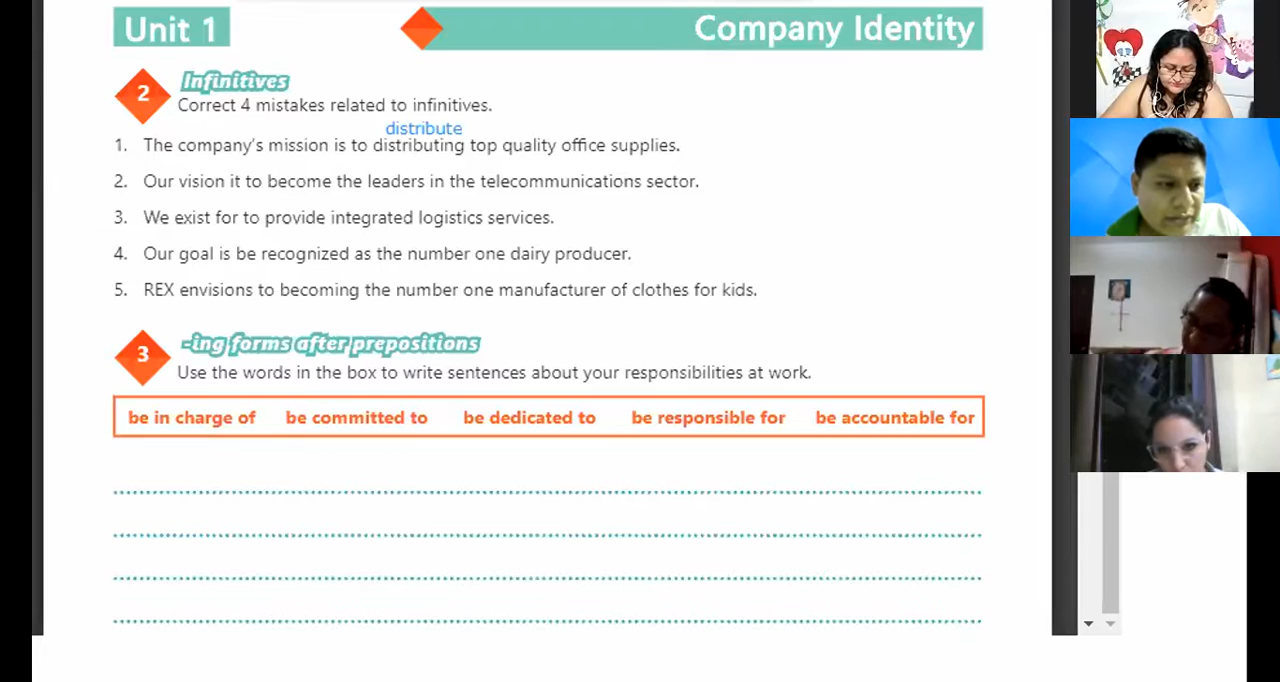 Unit 1
Company Identity
2
Infinitives
Correct 4 mistakes related to infinitives.
distribute
1. The company's mission is to distributing top quality office supplies.
2. Our vision it to become the leaders in the telecommunications sector.
3. We exist for to provide integrated logistics services.
4. Our goal is be recognized as the number one dairy producer.
5. REX envisions to becoming the number one manufacturer of clothes for kids.
3
-ing forms after prepositions
Use the words in the box to write sentences about your responsibilities at work.
be in charge of be committed to be dedicated to be responsible for be accountable for